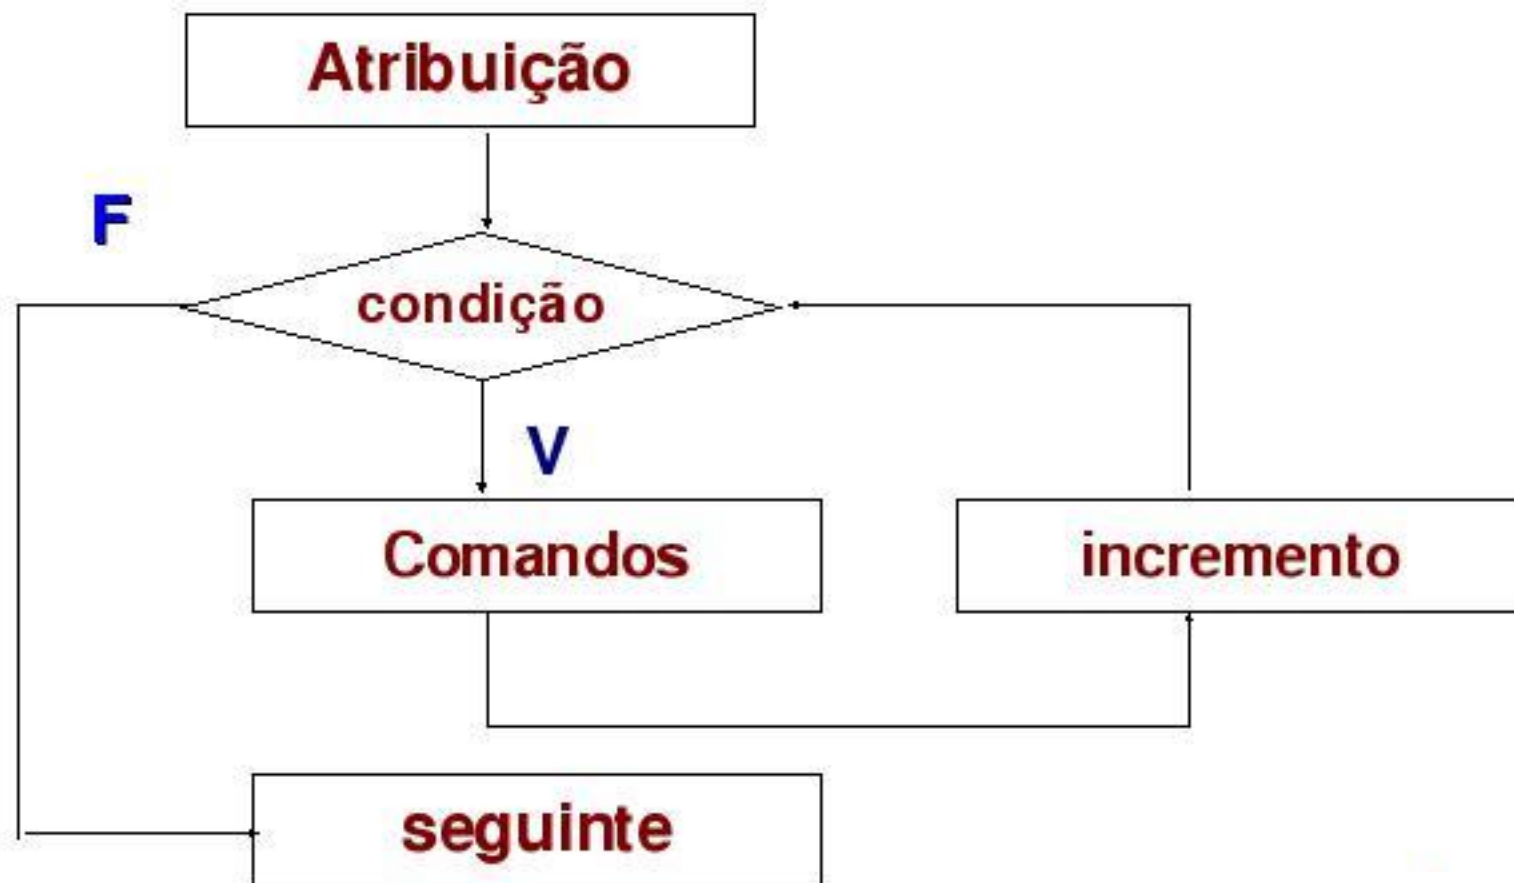 Atribuição
F
condição
V
Comandos
incremento
seguinte